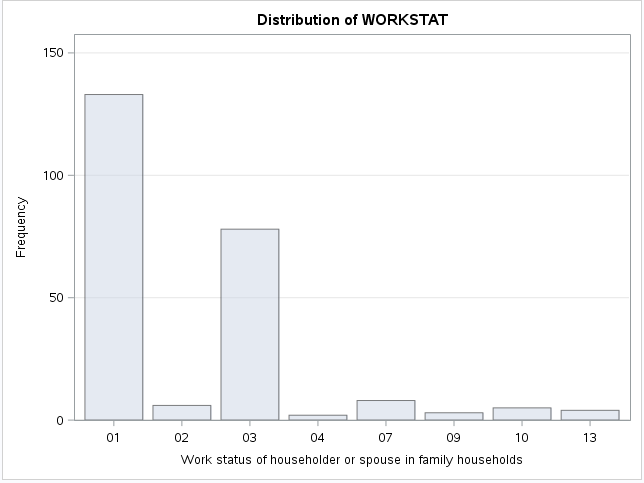 Distribution of WORKSTAT
150
100
50
0
Frequency
01 02 03 04 07 09 10 13
Work status of householder or spouse in family households